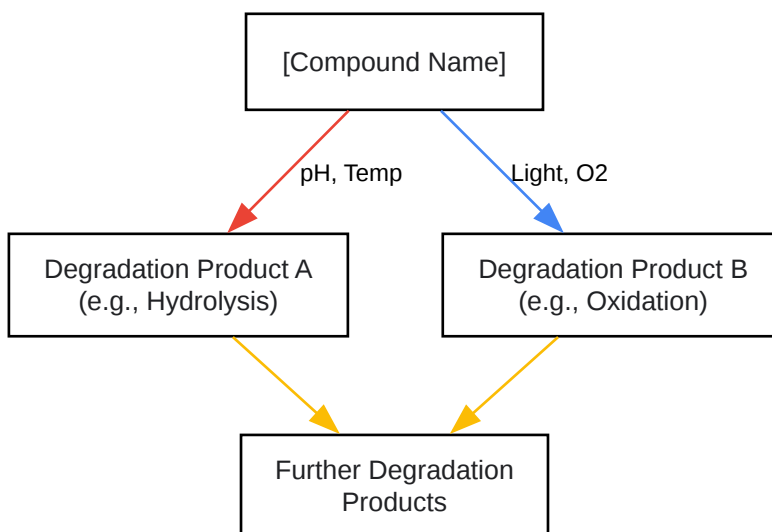 [Compound Name]
pH, Temp
Light, O2
Degradation Product A
(e.g., Hydrolysis)
Degradation Product B
(e.g., Oxidation)
Further Degradation
Products